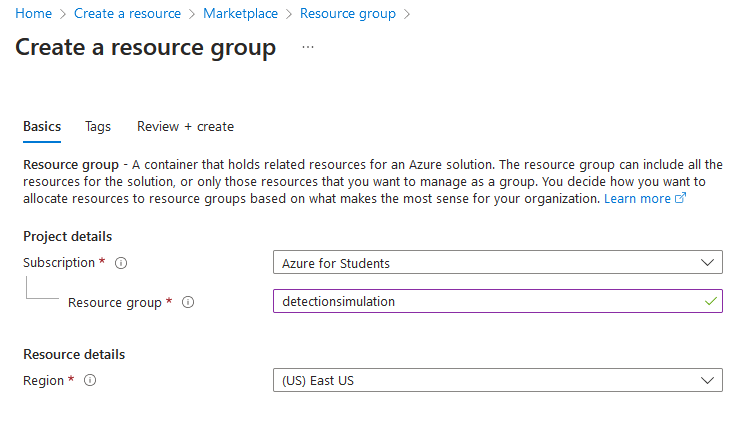 Home > Create a resource > Marketplace > Resource group >
Create a resource group ...
Basics Tags Review + create
Resource group - A container that holds related resources for an Azure solution. The resource group can include all the
resources for the solution, or only those resources that you want to manage as a group. You decide how you want to
allocate resources to resource groups based on what makes the most sense for your organization. Learn more
Project details
Subscription * Azure for Students
Resource group * detectionsimulation
Resource details
Region * (US) East US